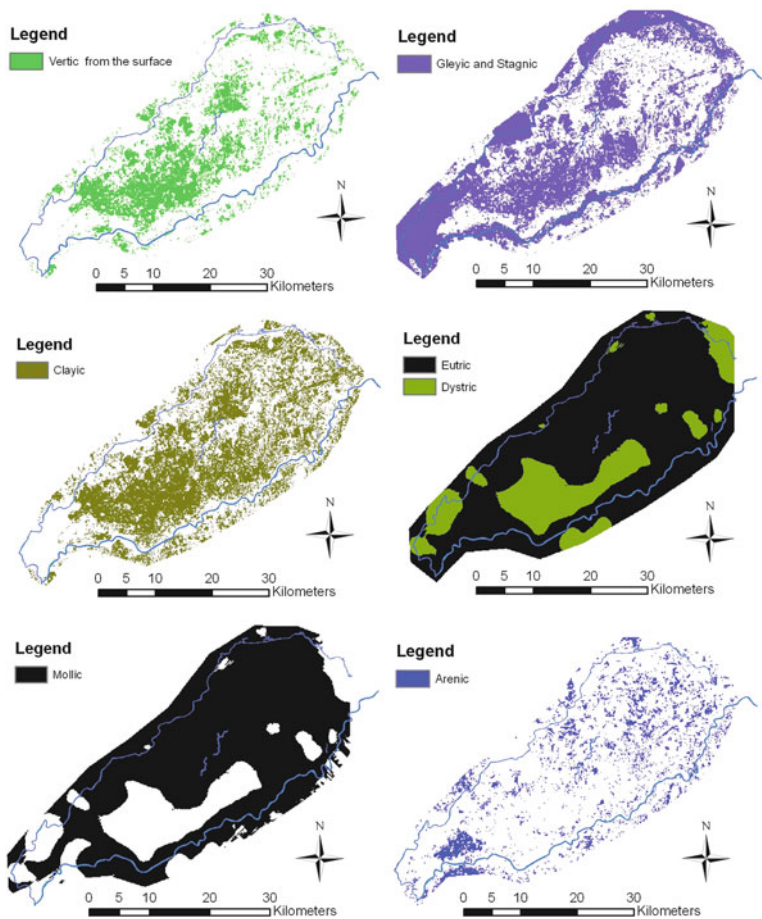 Legend
Vertic from the surface
N
0 5 10 20 30
Kilometers
Legend
Gleyic and Stagnic
N
0 5 10 20 30
Kilometers
Legend
Clayic
N
0 5 10 20 30
Kilometers
Legend
Eutric
Dystric
N
0 5 10 20 30
Kilometers
Legend
Mollic
N
0 5 10 20 30
Kilometers
Legend
Arenic
N
0 5 10 20 30
Kilometers